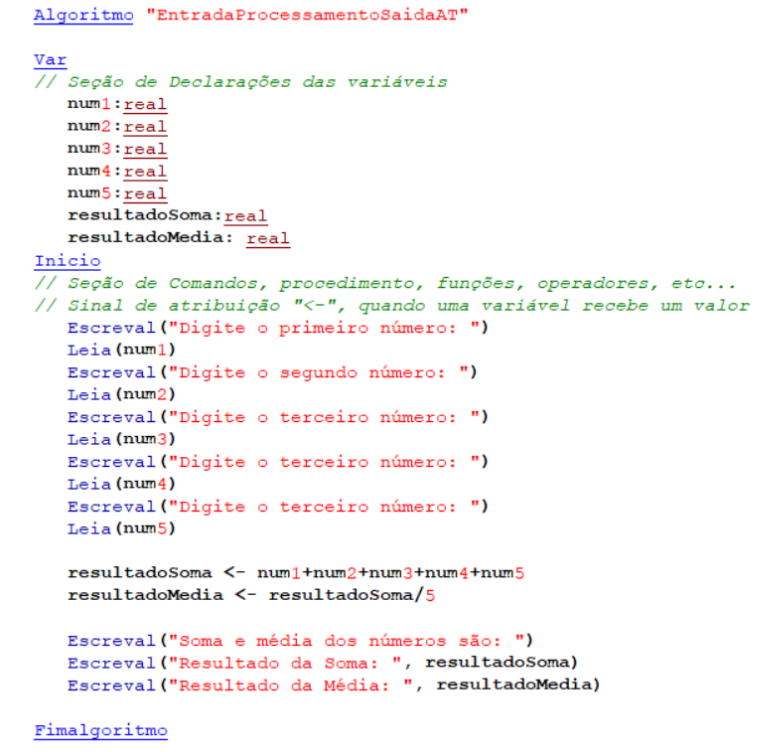 Algoritmo "EntradaProcessamentoSaidaAT"
Var
// Seção de Declarações das variáveis
num1:real
num2:real
num3:real
num4:real
num5:real
resultadoSoma:real
resultadoMedia: real
Inicio
// Seção de Comandos, procedimento, funções, operadores, etc...
// Sinal de atribuição "<-", quando uma variável recebe um valor
Escreval("Digite o primeiro número: ")
Leia(num1)
Escreval("Digite o segundo número: ")
Leia(num2)
Escreval("Digite o terceiro número: ")
Leia(num3)
Escreval("Digite o terceiro número: ")
Leia(num4)
Escreval("Digite o terceiro número: ")
Leia(num5)
resultadoSoma <- num1+num2+num3+num4+num5
resultadoMedia <- resultadoSoma/5
Escreval("Soma e média dos números são: ")
Escreval("Resultado da Soma: ", resultadoSoma)
Escreval("Resultado da Média: ", resultadoMedia)
Fimalgoritmo